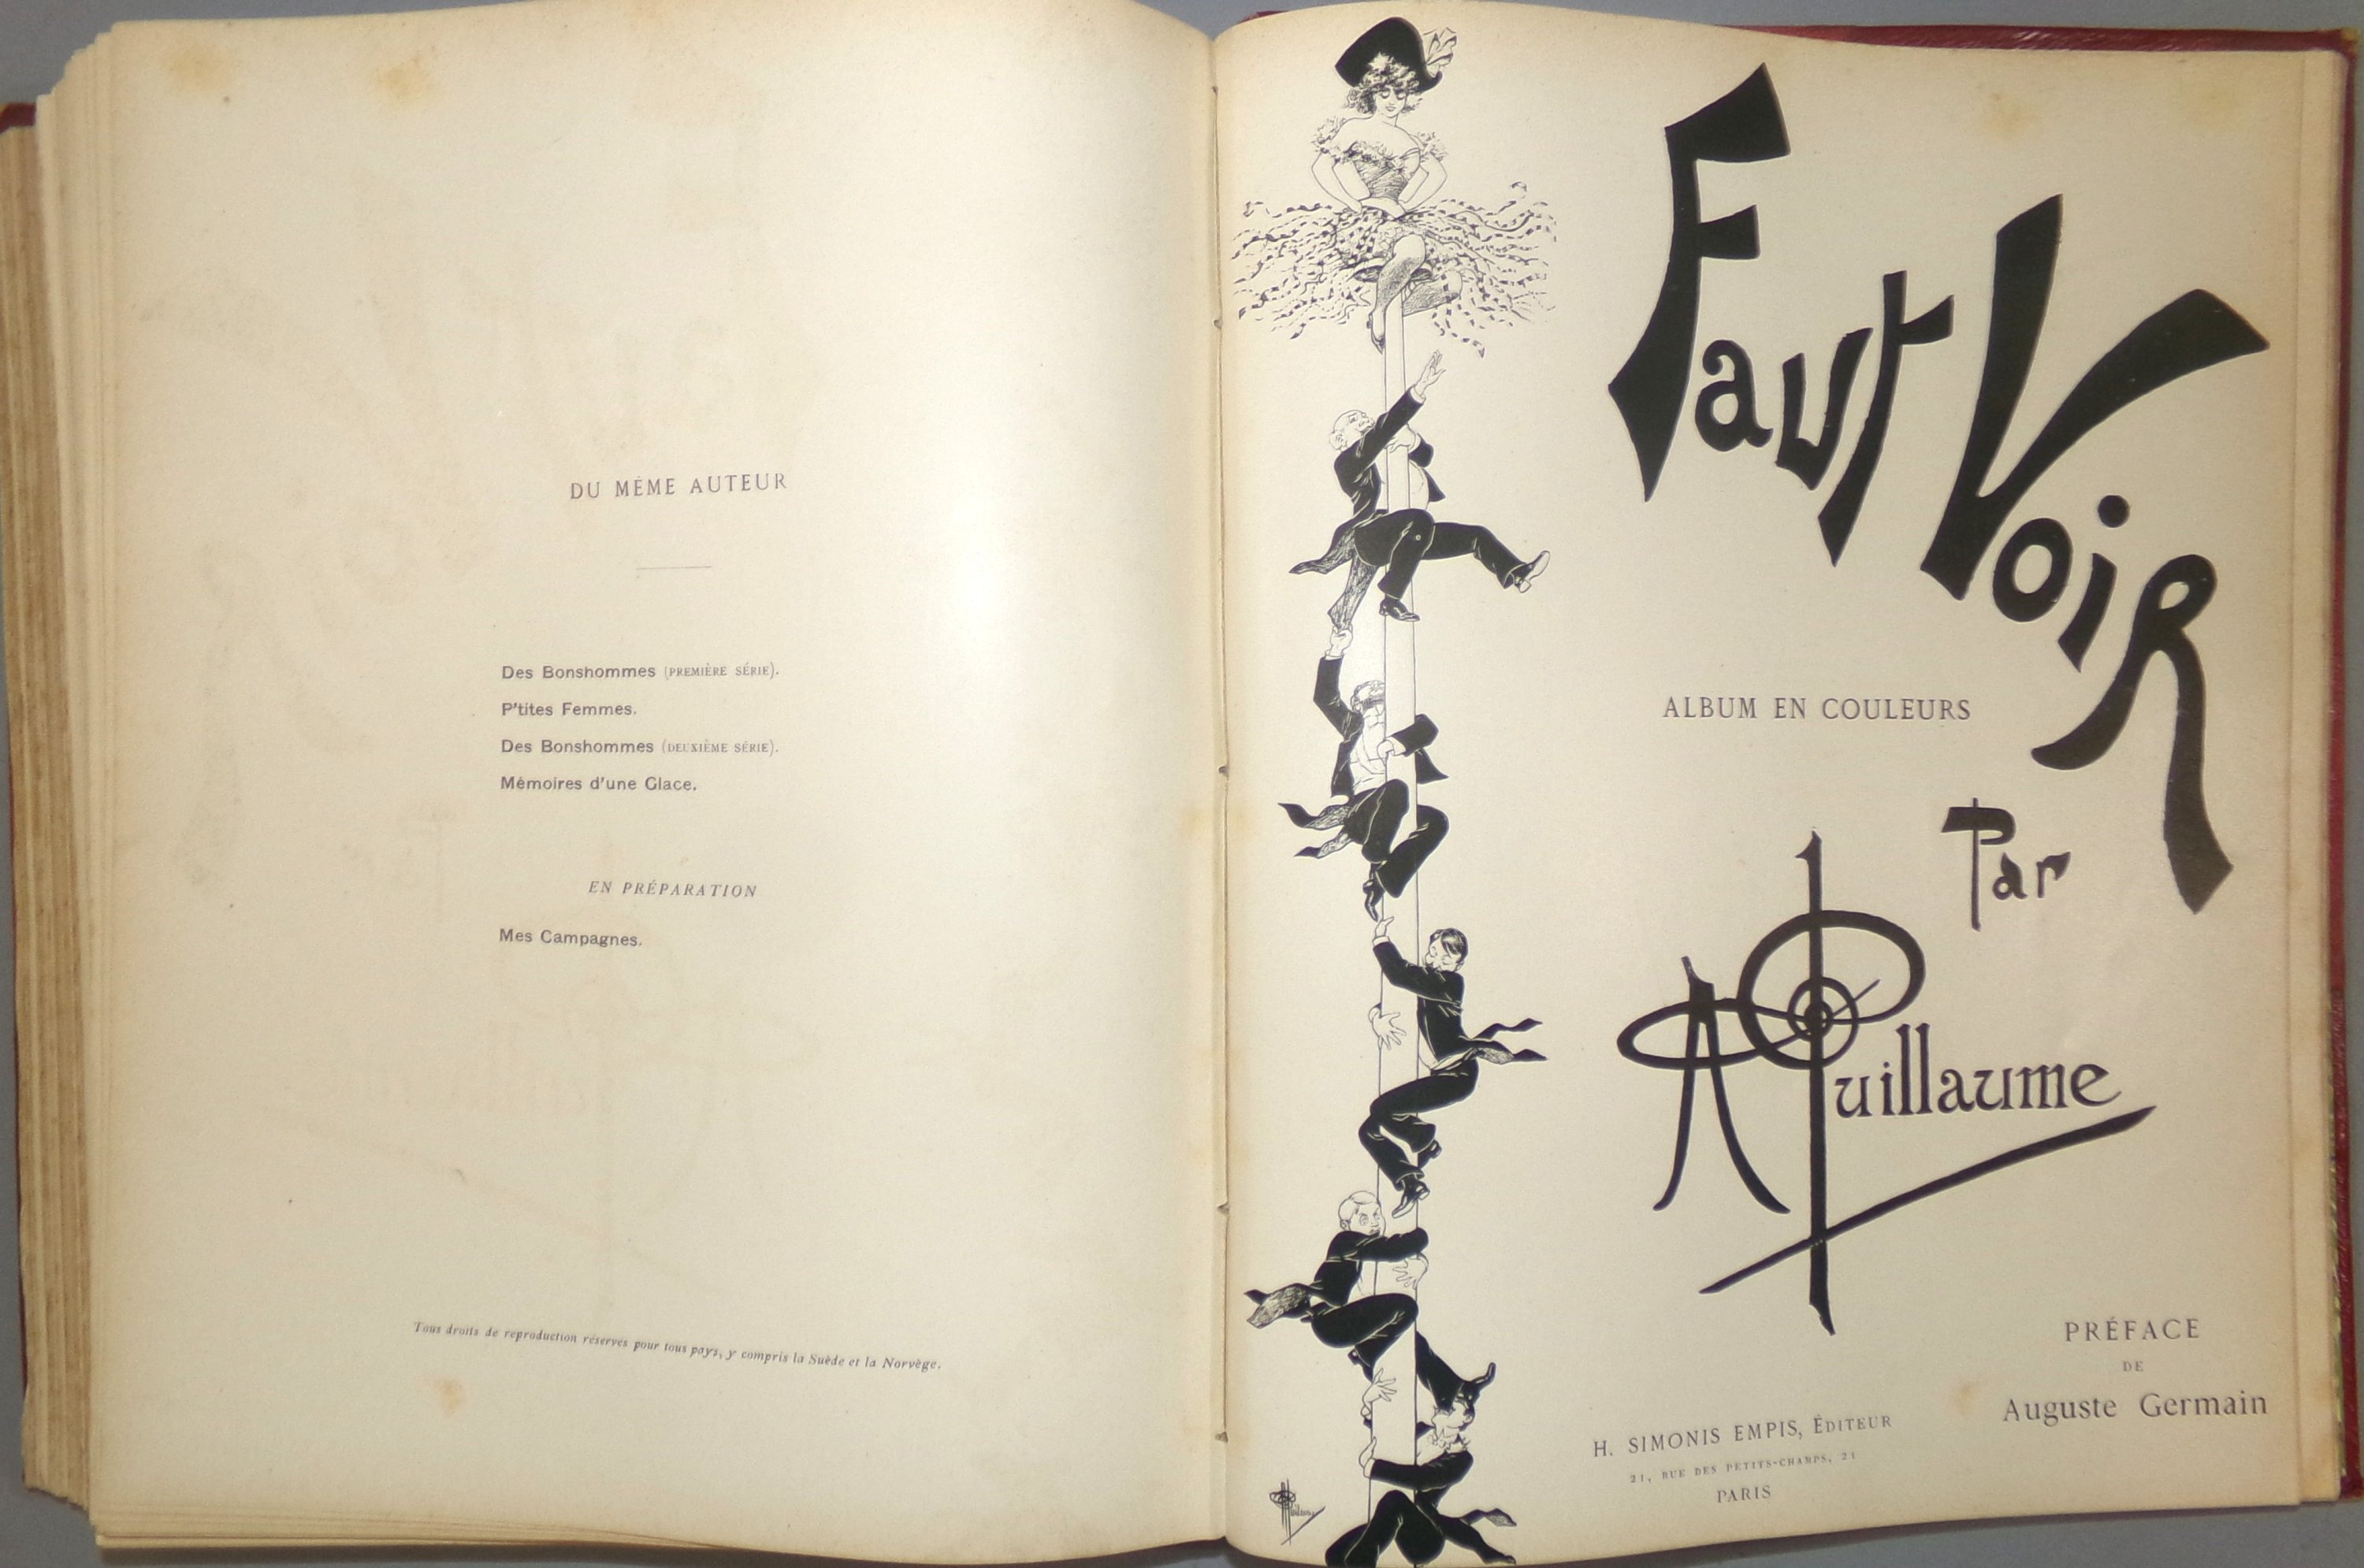 DU MÊME AUTEUR
Des Bonshommes (PREMIÈRE SÉRIE).
P'tites Femmes.
Des Bonshommes (DEUXIÈME SÉRIE).
Mémoires d'une Glace.
EN PRÉPARATION
Mes Campagnes.
Tous droits de reproduction réservés pour tous pays, y compris la Suède et la Norvège.
Faut Voir
ALBUM EN COULEURS
Par
A Guillaume
PRÉFACE
DE
Auguste Germain
H. SIMONIS EMPIS, ÉDITEUR
21, RUE DES PETITS-CHAMPS, 21
PARIS
A Guillaume